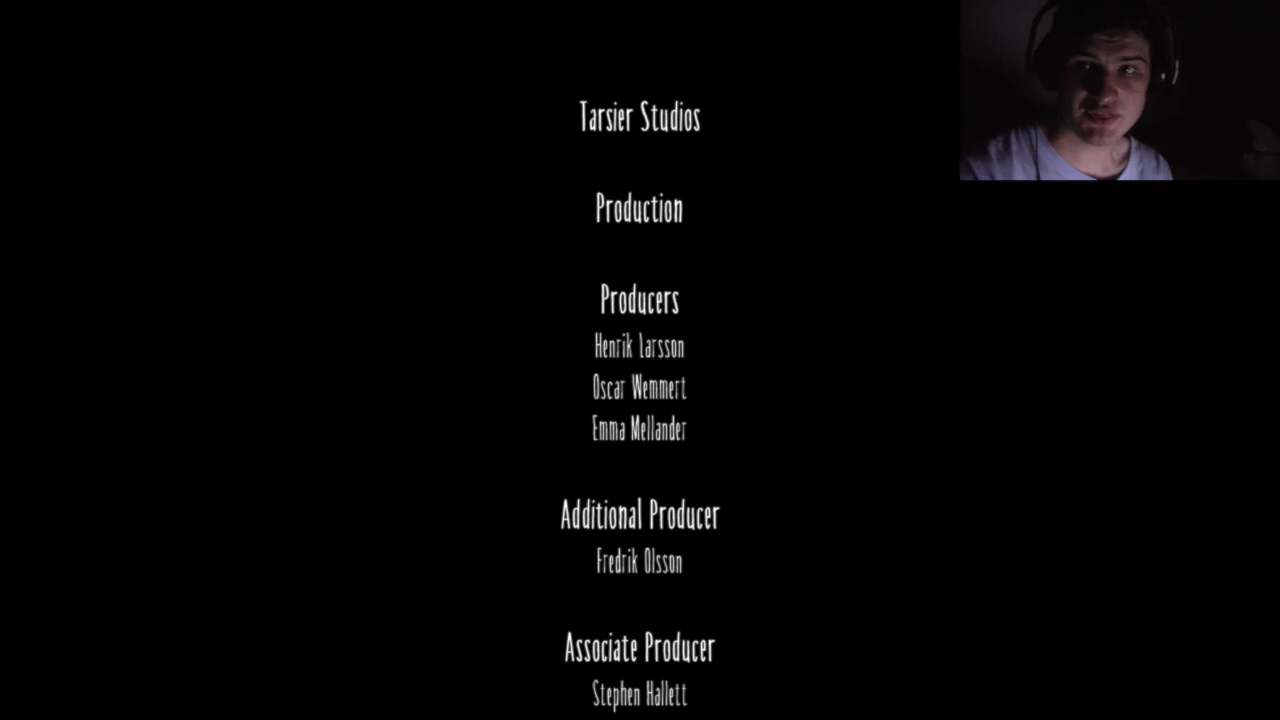 Tarsier Studios
Production
Producers
Henrik Larsson
Oscar Wemmert
Emma Mellander
Additional Producer
Fredrik Olsson
Associate Producer
Stephen Hallett